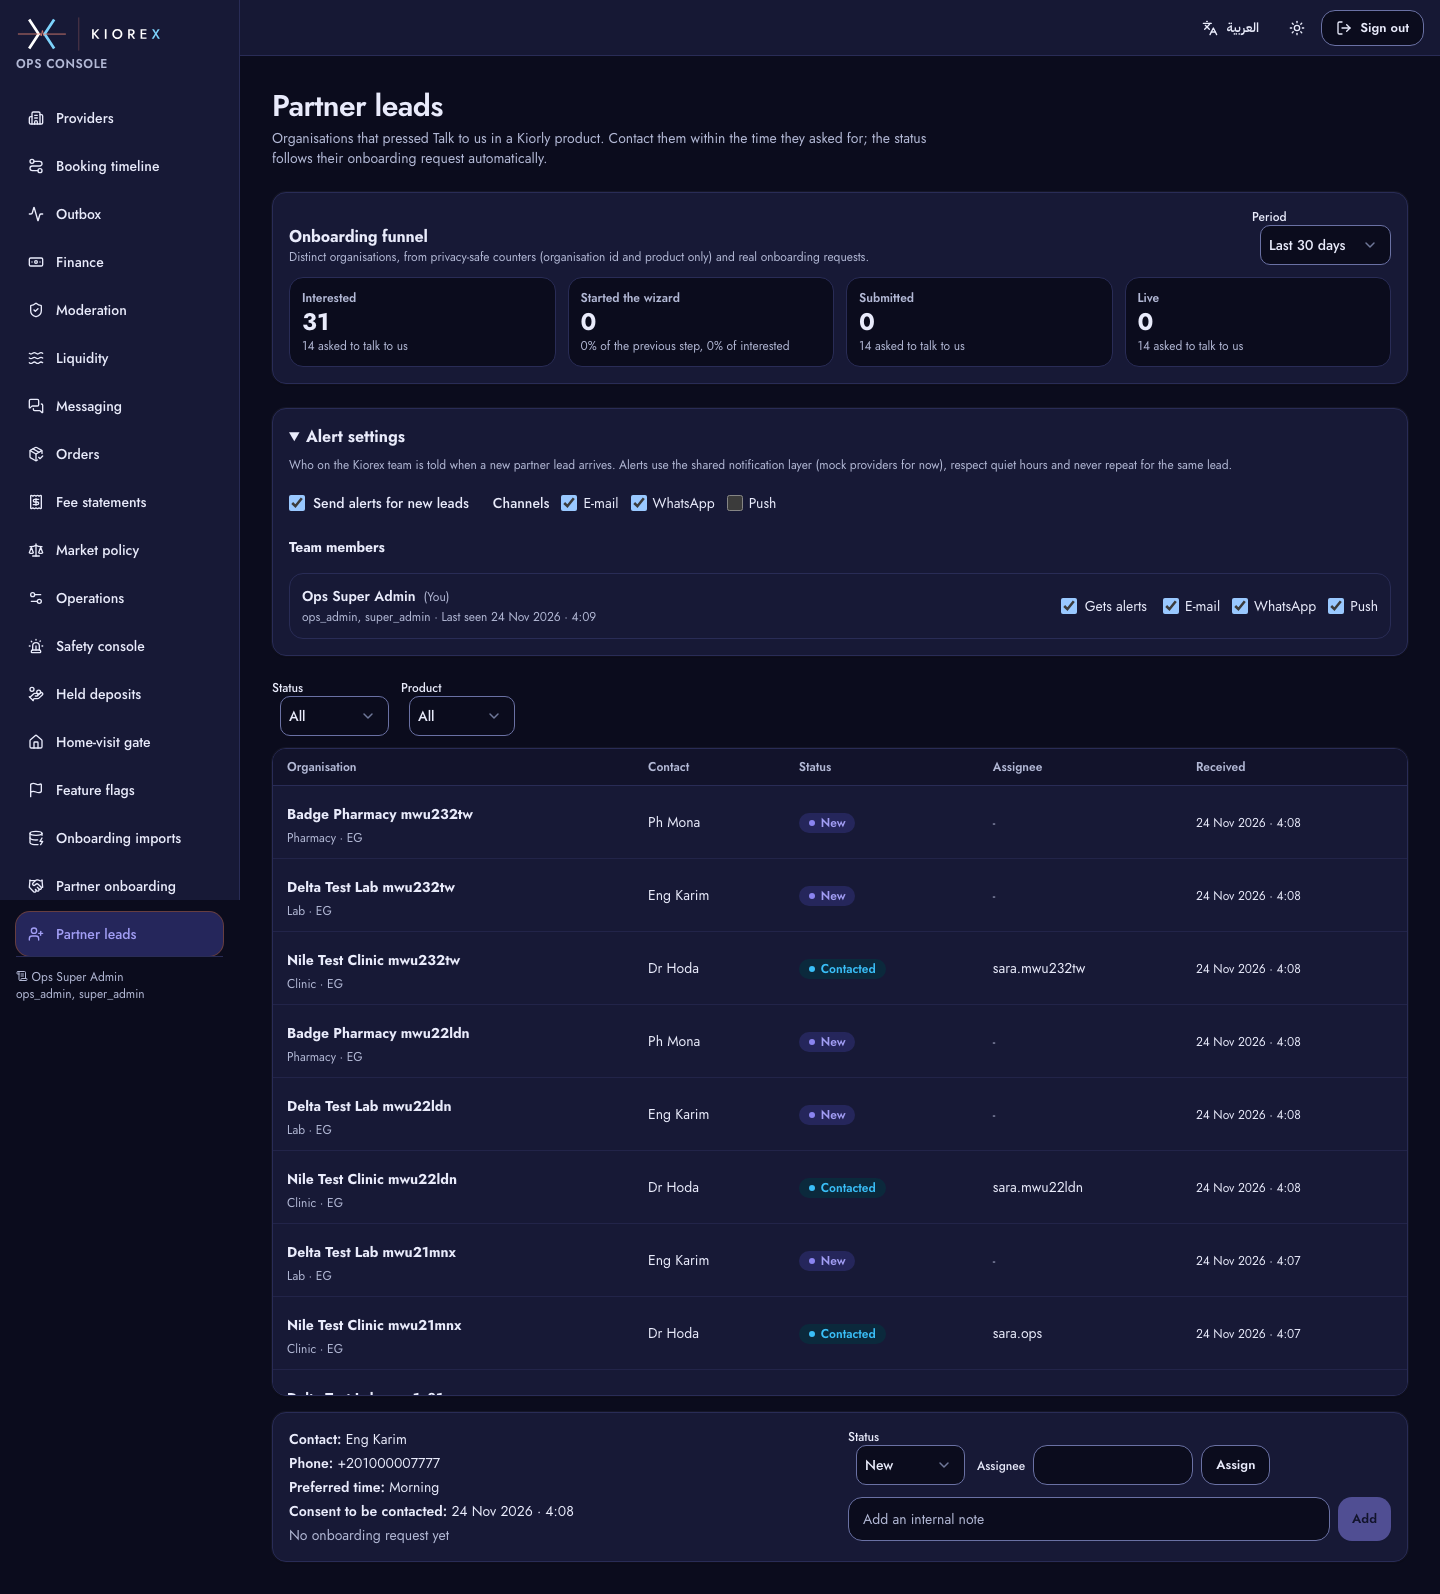 KIOREX
OPS CONSOLE
العربية
Sign out
Providers
Booking timeline
Outbox
Finance
Moderation
Liquidity
Messaging
Orders
Fee statements
Market policy
Operations
Safety console
Held deposits
Home-visit gate
Feature flags
Onboarding imports
Partner onboarding
Partner leads
Ops Super Admin
ops_admin, super_admin
Partner leads
Organisations that pressed Talk to us in a Kiorly product. Contact them within the time they asked for; the status
follows their onboarding request automatically.
Onboarding funnel
Distinct organisations, from privacy-safe counters (organisation id and product only) and real onboarding requests.
Period
Last 30 days
Interested
31
14 asked to talk to us
Started the wizard
0
0% of the previous step, 0% of interested
Submitted
0
14 asked to talk to us
Live
0
14 asked to talk to us
Alert settings
Who on the Kiorex team is told when a new partner lead arrives. Alerts use the shared notification layer (mock providers for now), respect quiet hours and never repeat for the same lead.
Send alerts for new leads Channels E-mail WhatsApp Push
Team members
Ops Super Admin (You)
ops_admin, super_admin · Last seen 24 Nov 2026 · 4:09
Gets alerts E-mail WhatsApp Push
Status Product
All All
Organisation Contact Status Assignee Received
Badge Pharmacy mwu232tw
Pharmacy · EG
Ph Mona New - 24 Nov 2026 · 4:08
Delta Test Lab mwu232tw
Lab · EG
Eng Karim New - 24 Nov 2026 · 4:08
Nile Test Clinic mwu232tw
Clinic · EG
Dr Hoda Contacted sara.mwu232tw 24 Nov 2026 · 4:08
Badge Pharmacy mwu22ldn
Pharmacy · EG
Ph Mona New - 24 Nov 2026 · 4:08
Delta Test Lab mwu22ldn
Lab · EG
Eng Karim New - 24 Nov 2026 · 4:08
Nile Test Clinic mwu22ldn
Clinic · EG
Dr Hoda Contacted sara.mwu22ldn 24 Nov 2026 · 4:08
Delta Test Lab mwu21mnx
Lab · EG
Eng Karim New - 24 Nov 2026 · 4:07
Nile Test Clinic mwu21mnx
Clinic · EG
Dr Hoda Contacted sara.ops 24 Nov 2026 · 4:07
Contact: Eng Karim
Phone: +201000007777
Preferred time: Morning
Consent to be contacted: 24 Nov 2026 · 4:08
No onboarding request yet
Status
New Assignee Assign
Add an internal note Add